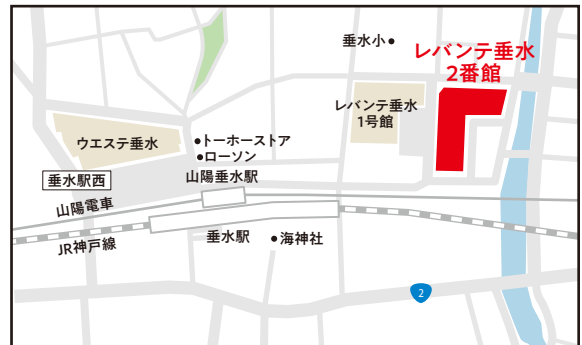 垂水小
レバンテ垂水
2番館
レバンテ垂水
1号館
ウエステ垂水
トーホーストア
ローソン
垂水駅西
山陽垂水駅
山陽電車
JR神戸線
垂水駅
海神社
2